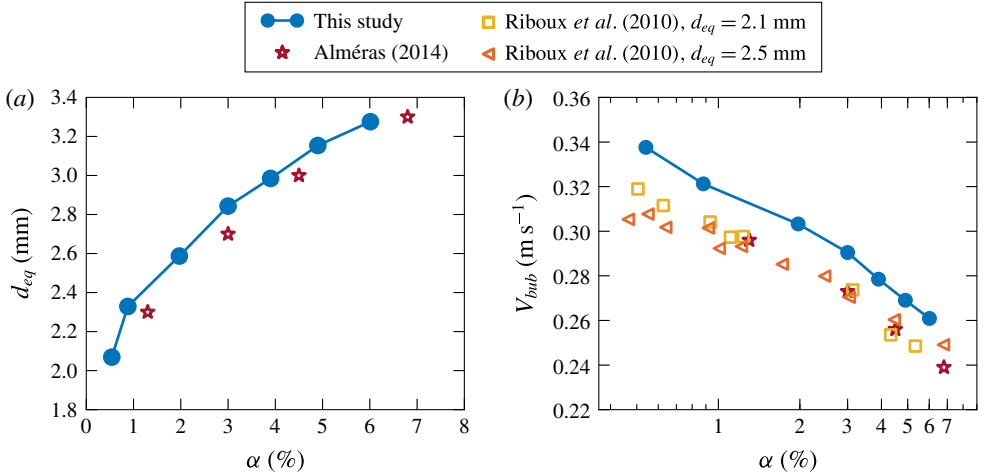 This study
Alméras (2014)
Riboux et al. (2010), d_eq = 2.1 mm
Riboux et al. (2010), d_eq = 2.5 mm
(a)
3.4
3.2
3.0
2.8
2.6
2.4
2.2
2.0
1.8
d_eq (mm)
0 1 2 3 4 5 6 7 8
α (%)
(b)
0.36
0.34
0.32
0.30
0.28
0.26
0.24
0.22
V_bub (m s⁻¹)
1 2 3 4 5 6 7
α (%)